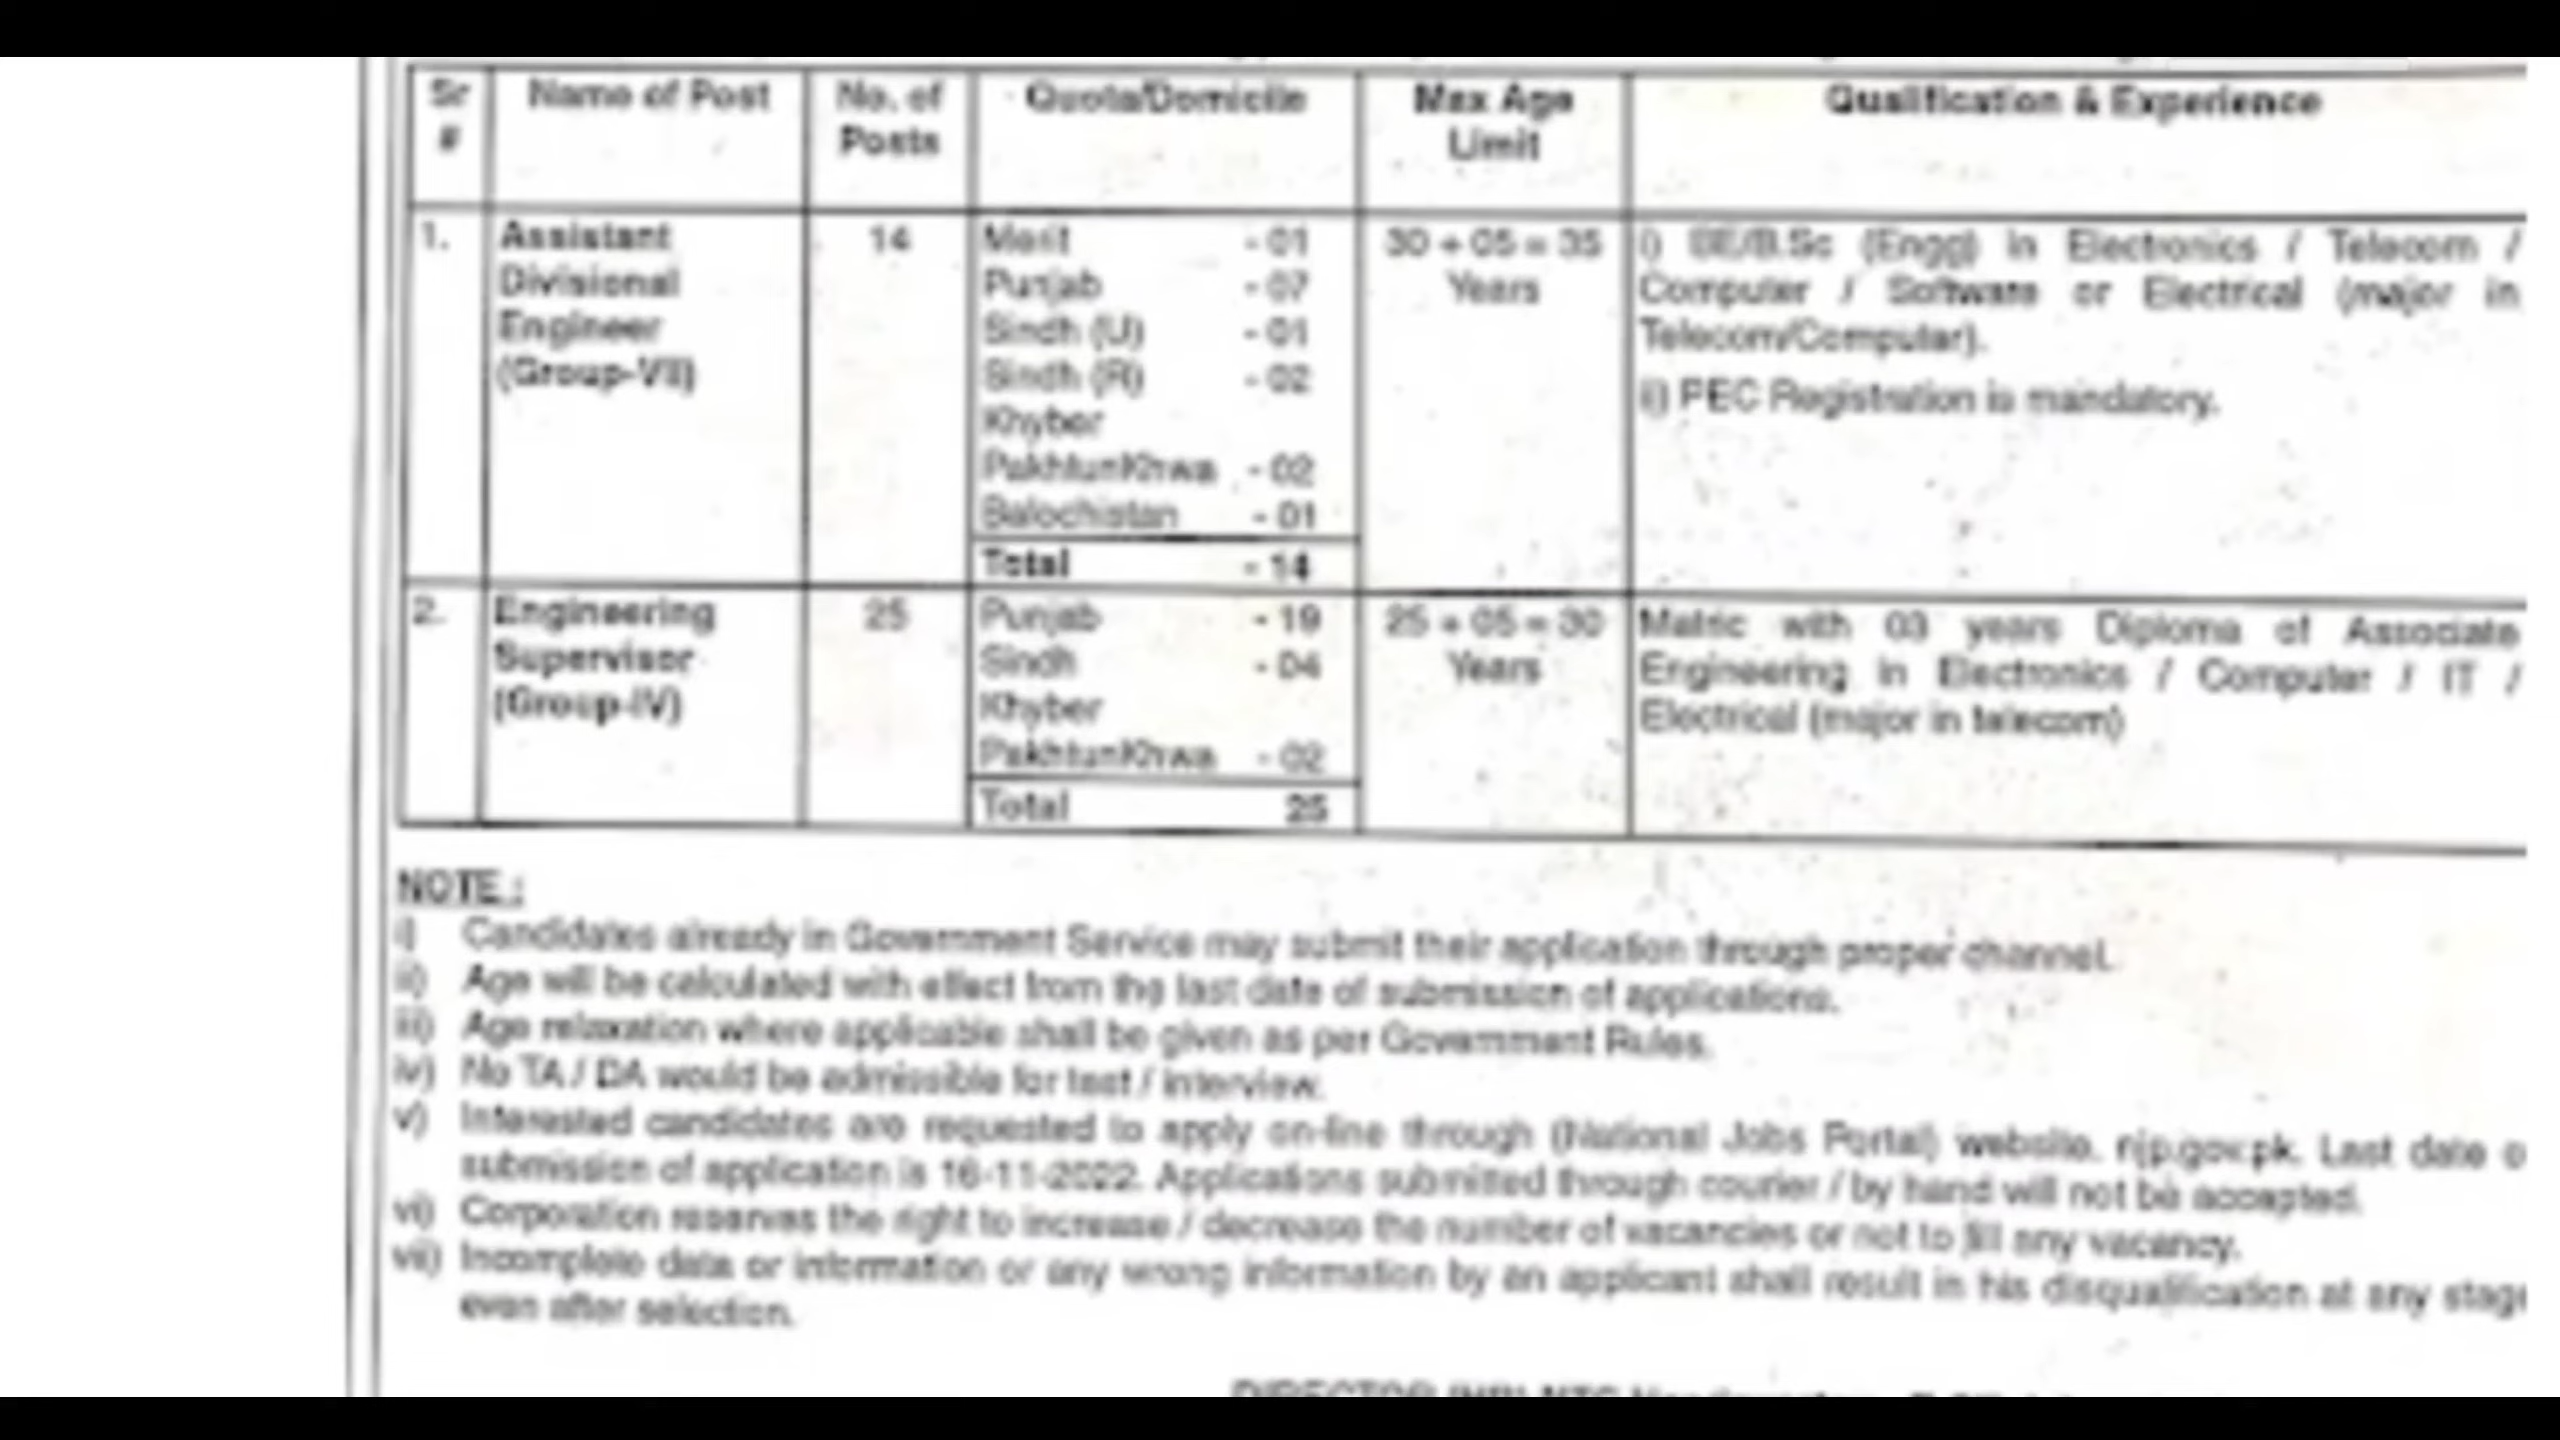 Sr # Name of Post No. of Posts Quota/Domicile Max Age Limit Qualification & Experience
1. Assistant Divisional Engineer (Group-VII) 14
Merit - 01
Punjab - 07
Sindh (U) - 01
Sindh (R) - 02
Khyber
PakhtunKhwa - 02
Balochistan - 01
Total - 14
30 + 05 = 35 Years
i) BE/B.Sc (Engg) in Electronics / Telecom /
Computer / Software or Electrical (major in
Telecom/Computer).
ii) PEC Registration is mandatory.
2. Engineering Supervisor (Group-IV) 25
Punjab - 19
Sindh - 04
Khyber
PakhtunKhwa - 02
Total 25
25 + 05 = 30 Years
Matric with 03 years Diploma of Associate
Engineering in Electronics / Computer / IT /
Electrical (major in telecom)
NOTE.:
i) Candidates already in Government Service may submit their application through proper channel.
ii) Age will be calculated with effect from the last date of submission of applications.
iii) Age relaxation where applicable shall be given as per Government Rules.
iv) No TA / DA would be admissible for test / interview.
v) Interested candidates are requested to apply on-line through (National Jobs Portal) website. njp.gov.pk. Last date
submission of application is 16-11-2022. Applications submitted through courier / by hand will not be accepted.
vi) Corporation reserves the right to increase / decrease the number of vacancies or not to fill any vacancy.
vii) Incomplete data or information or any wrong information by an applicant shall result in his disqualification at any stage
even after selection.